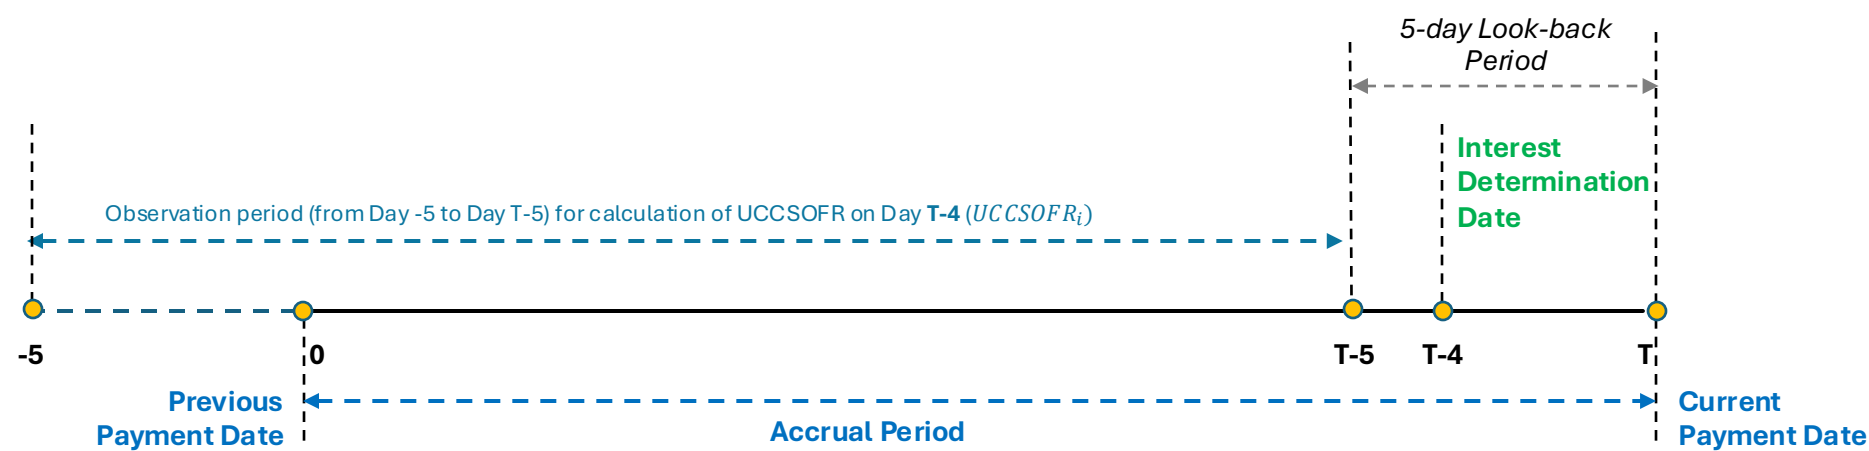 5-day Look-back
Period
Interest
Determination
Date
Observation period (from Day -5 to Day T-5) for calculation of UCCSOFR on Day T-4 (UCCSOFRᵢ)
-5
0
T-5
T-4
T
Previous
Payment Date
Accrual Period
Current
Payment Date